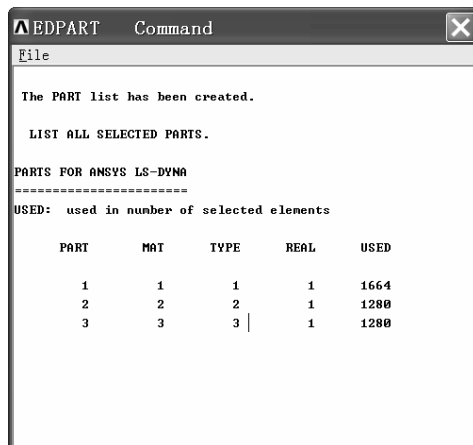 EDPART Command
File
The PART list has been created.
LIST ALL SELECTED PARTS.
PARTS FOR ANSYS LS-DYNA
========================
USED: used in number of selected elements
PART MAT TYPE REAL USED
1 1 1 1 1664
2 2 2 1 1280
3 3 3 1 1280